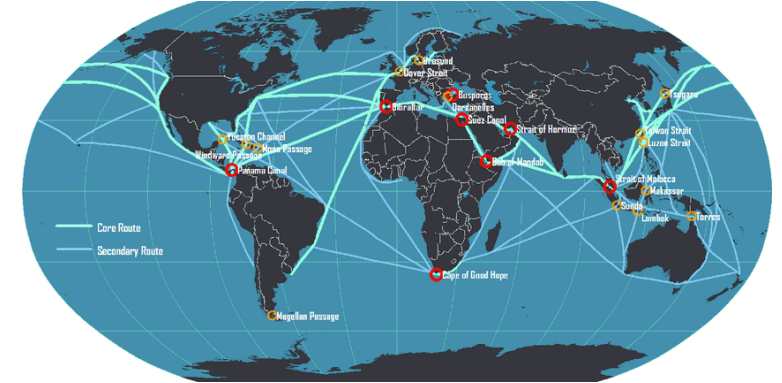 Oresund
Dover Strait
Bosporus
Tsugaru
Gibraltar
Dardanelles
Suez Canal
Strait of Hormuz
Taiwan Strait
Luzon Strait
Yucatan Channel
Windward Passage
Mona Passage
Bab el-Mandab
Panama Canal
Strait of Malacca
Makassar
Sunda
Lombok
Torres
Core Route
Secondary Route
Cape of Good Hope
Magellan Passage